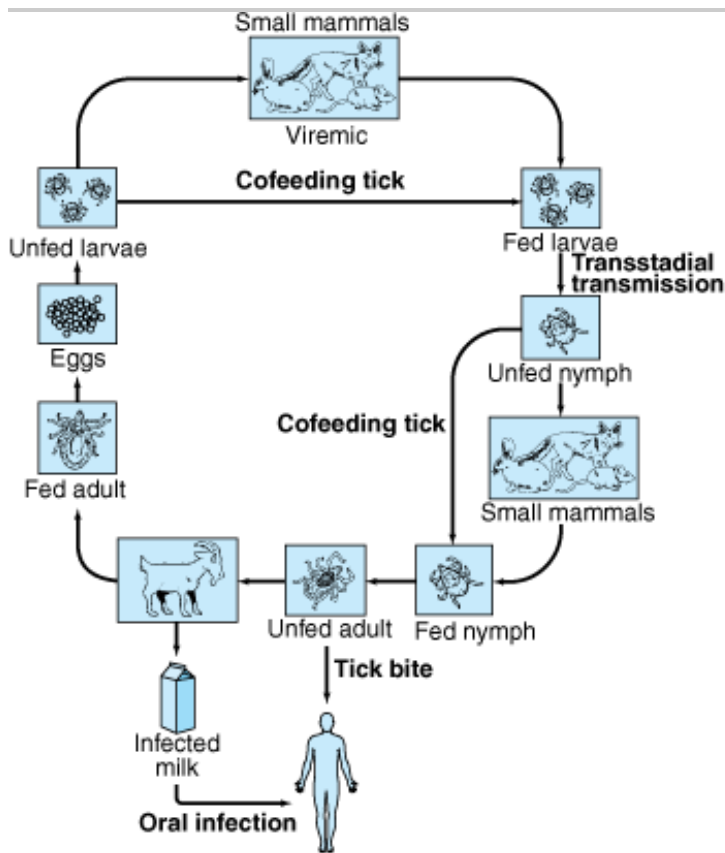 Small mammals
Viremic
Cofeeding tick
Unfed larvae
Fed larvae
Transstadial
transmission
Eggs
Unfed nymph
Cofeeding tick
Fed adult
Small mammals
Unfed adult
Fed nymph
Tick bite
Infected
milk
Oral infection